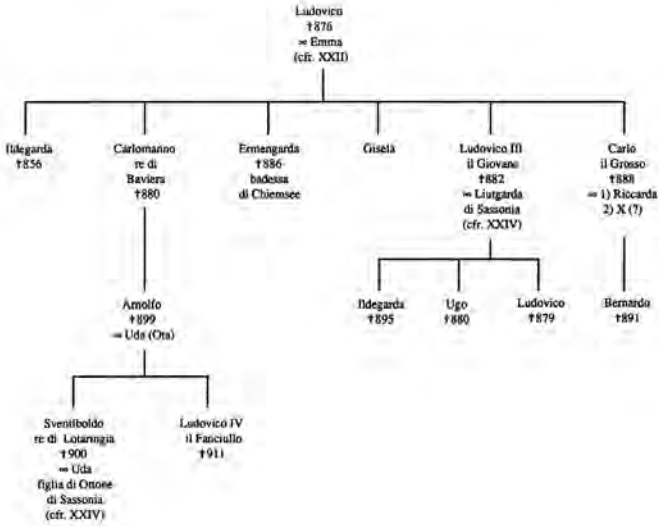 Ludovico
†876
∞ Emma
(cfr. XXII)
Ildegarda
†856
Carlomanno
re di
Baviera
†880
Ermengarda
†886
badessa
di Chiemsee
Gisela
Ludovico III
il Giovane
†882
∞ Liutgarda
di Sassonia
(cfr. XXIV)
Carlo
il Grosso
†888
∞ 1) Riccarda
2) X (?)
Arnolfo
†899
∞ Uda (Ota)
Ildegarda
†895
Ugo
†880
Ludovico
†879
Bernardo
†891
Sventiboldo
re di Lotaringia
†900
∞ Uda
figlia di Ottone
di Sassonia
(cfr. XXIV)
Ludovico IV
il Fanciullo
†911